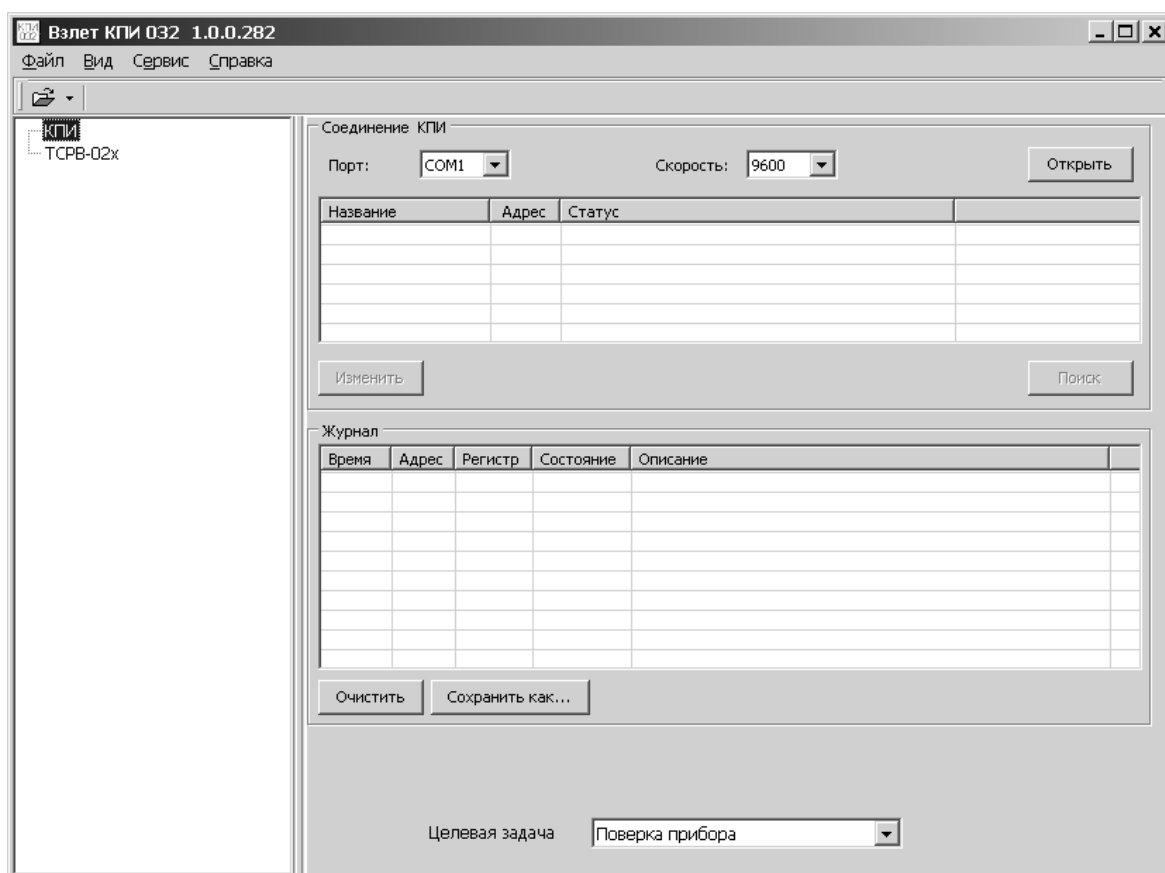 КПИ 032
Взлет КПИ 032 1.0.0.282
Файл Вид Сервис Справка
КПИ
ТСРВ-02х
Соединение КПИ
Порт: COM1 Скорость: 9600 Открыть
Название Адрес Статус
Изменить Поиск
Журнал
Время Адрес Регистр Состояние Описание
Очистить Сохранить как...
Целевая задача Поверка прибора